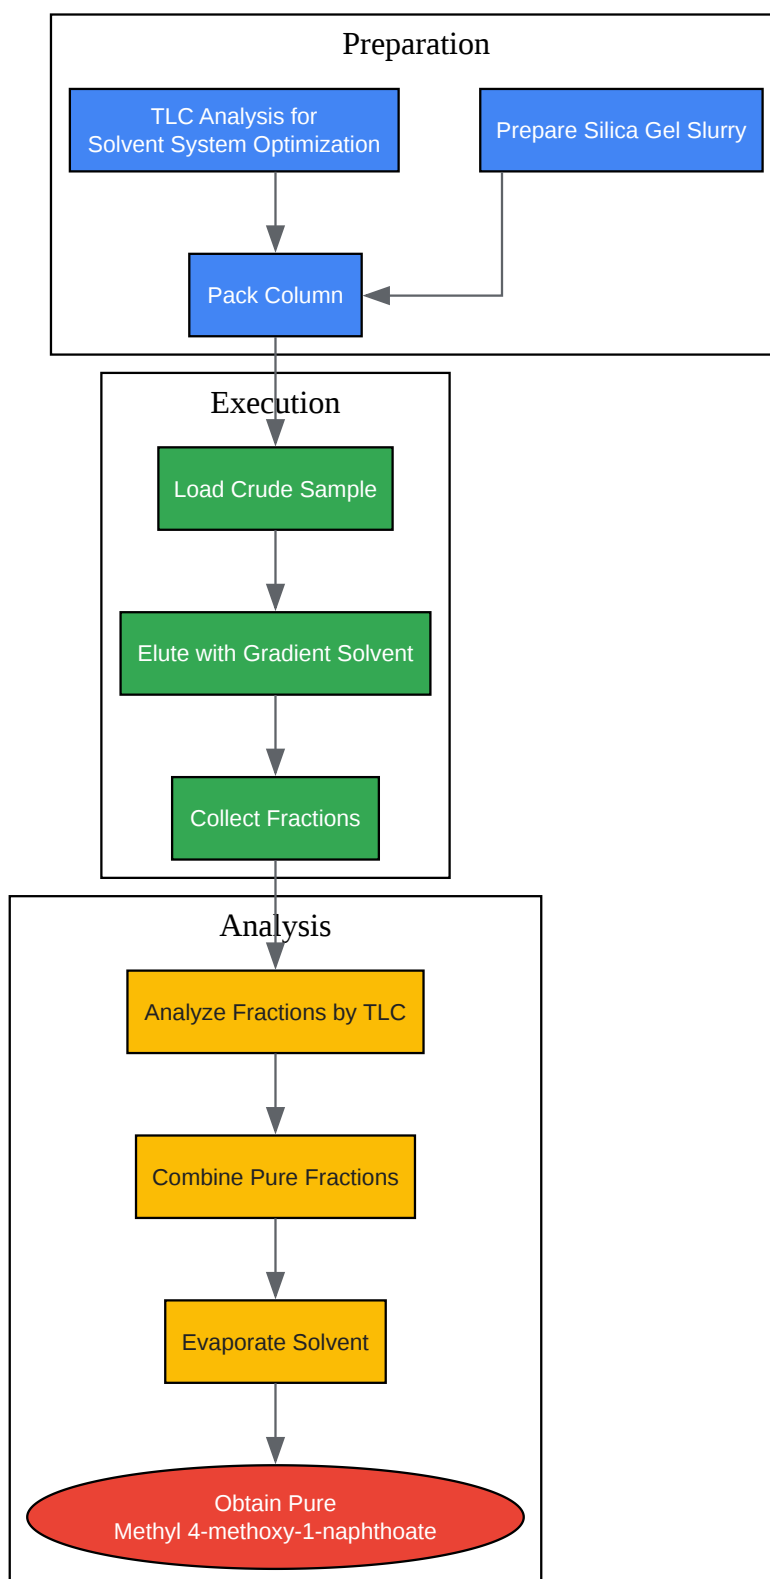 Preparation
TLC Analysis for
Solvent System Optimization
Prepare Silica Gel Slurry
Pack Column
Execution
Load Crude Sample
Elute with Gradient Solvent
Collect Fractions
Analysis
Analyze Fractions by TLC
Combine Pure Fractions
Evaporate Solvent
Obtain Pure
Methyl 4-methoxy-1-naphthoate